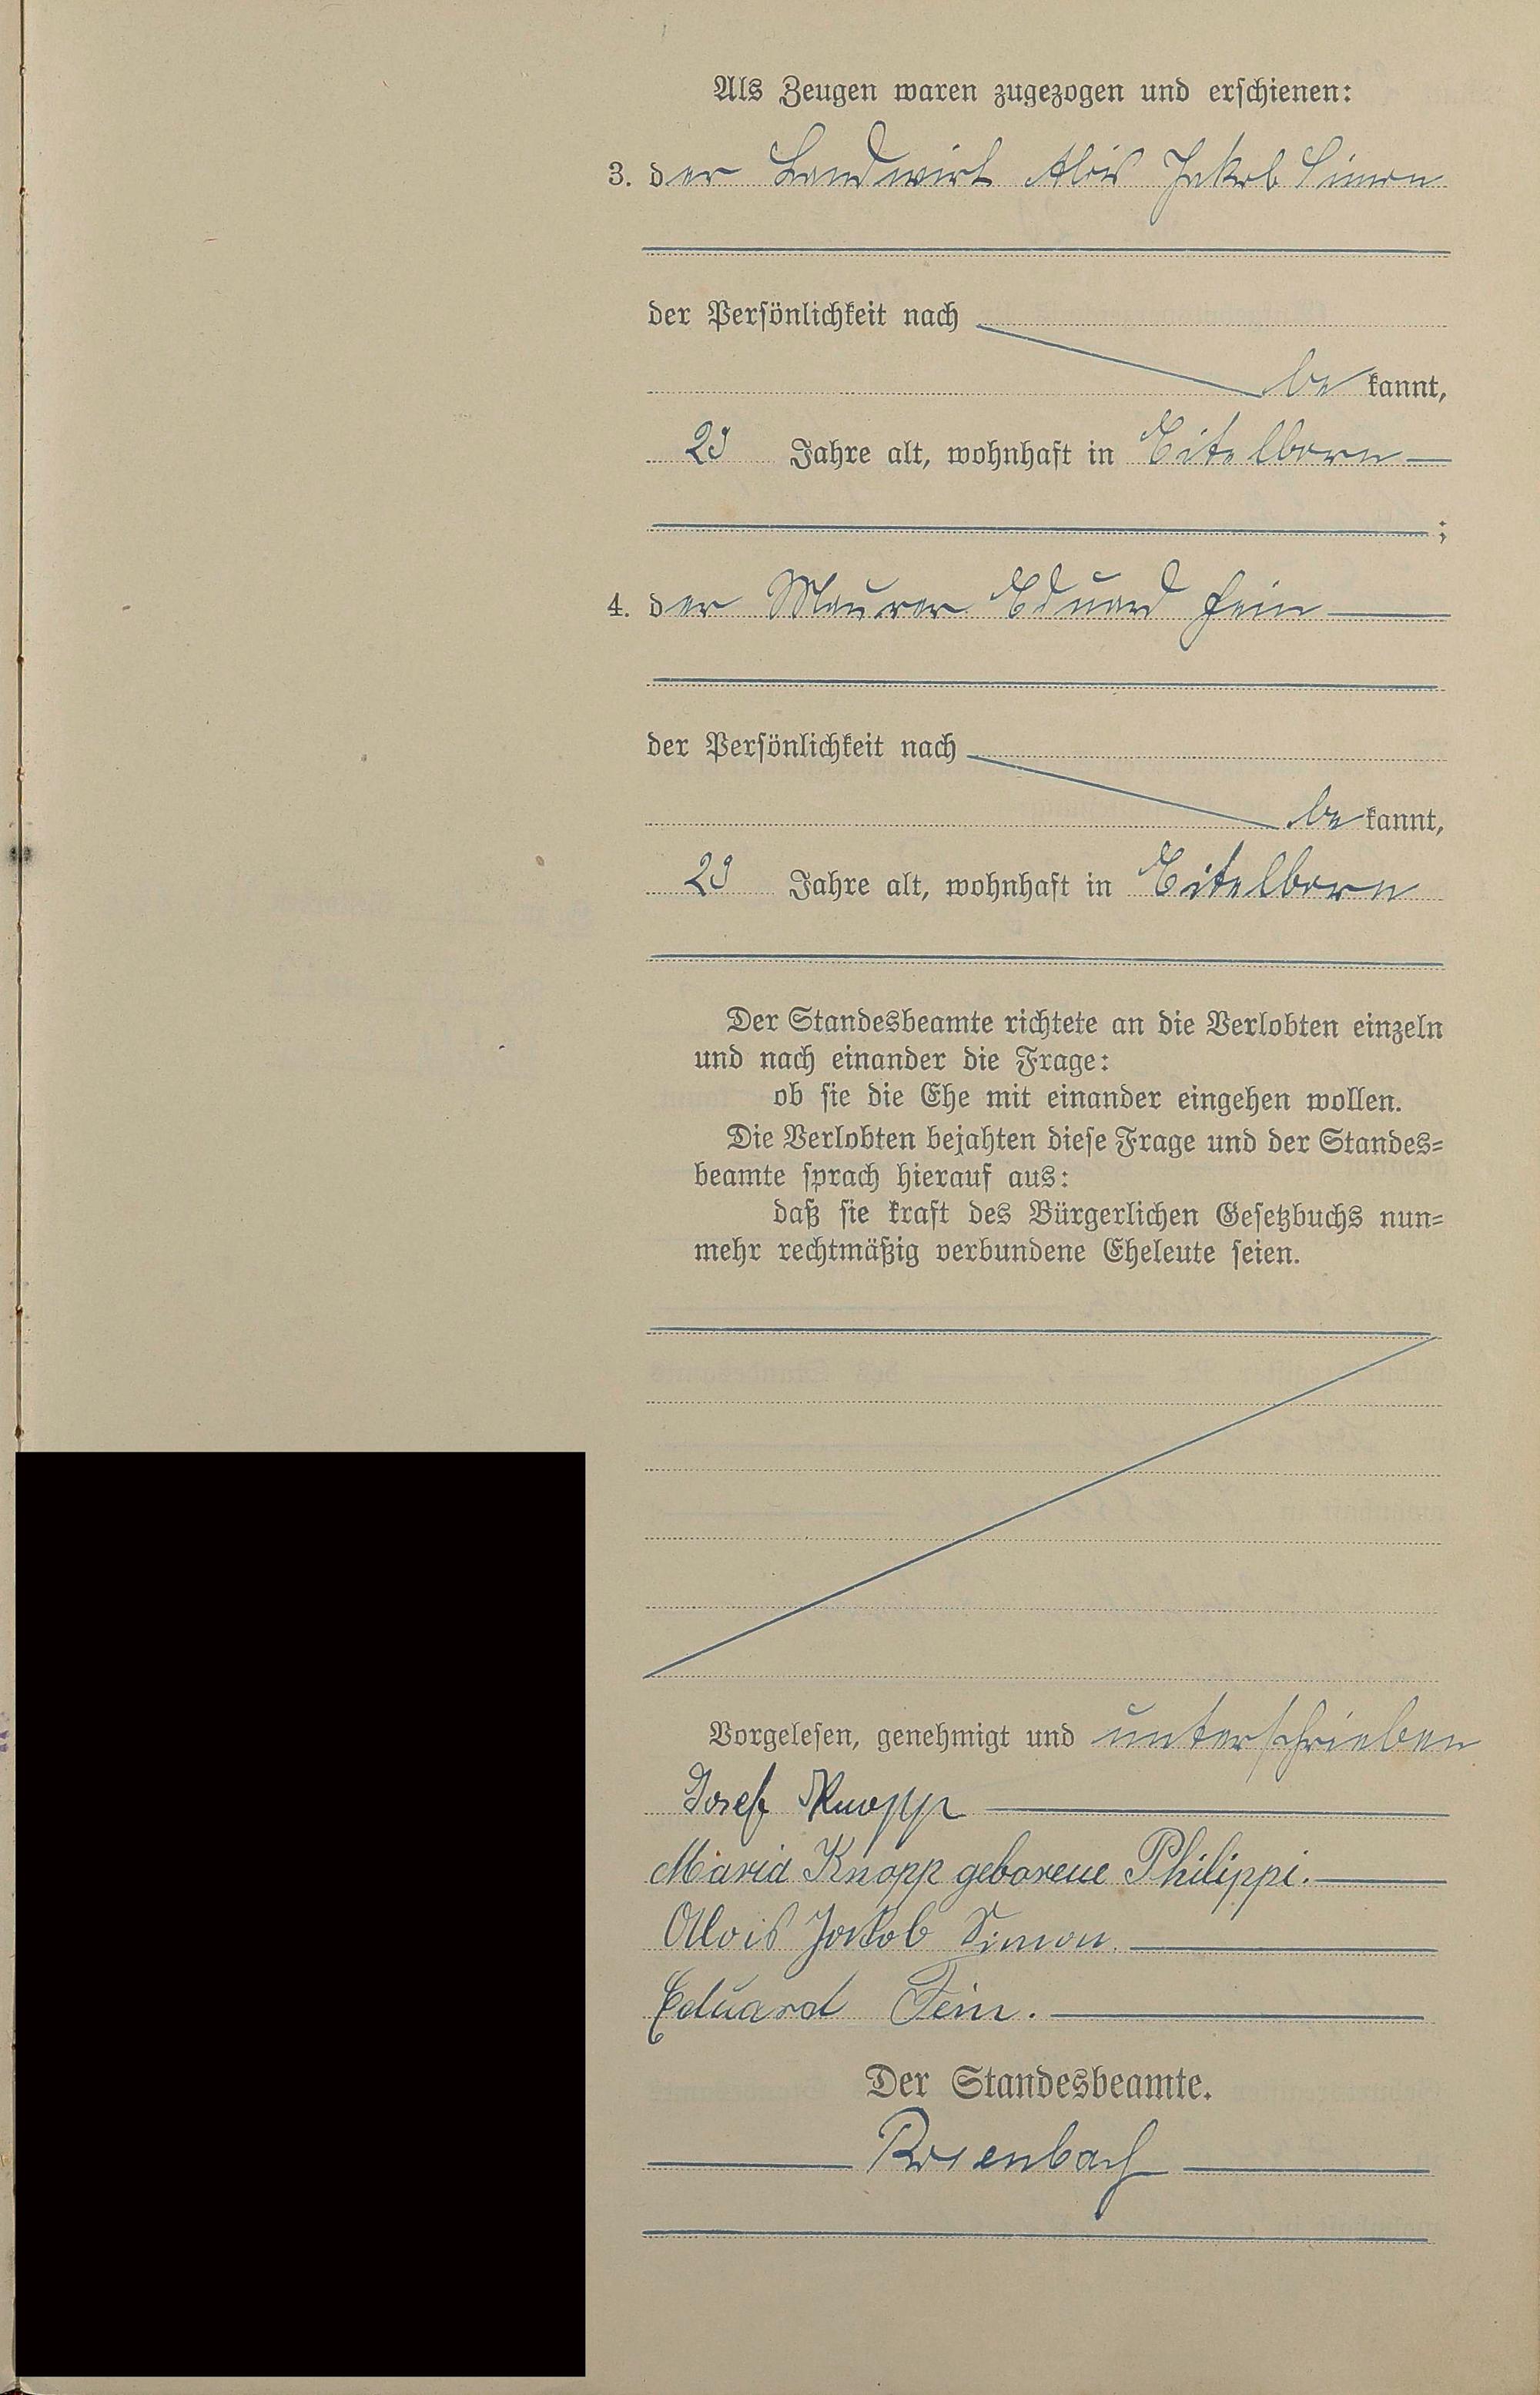 Als Zeugen waren zugezogen und erschienen:
3. der Landwirt Alois Jakob Simon
der Persönlichkeit nach
bekannt,
29 Jahre alt, wohnhaft in Eitelborn
;
4. der Maurer Eduard Fein
der Persönlichkeit nach
bekannt,
29 Jahre alt, wohnhaft in Eitelborn
Der Standesbeamte richtete an die Verlobten einzeln
und nach einander die Frage:
ob sie die Ehe mit einander eingehen wollen.
Die Verlobten bejahten diese Frage und der Standes-
beamte sprach hierauf aus:
daß sie kraft des Bürgerlichen Gesetzbuchs nun-
mehr rechtmäßig verbundene Eheleute seien.
Vorgelesen, genehmigt und unterschrieben
Josef Knopp
Maria Knopp geborene Philippi.
Alois Jakob Simon.
Eduard Fein.
Der Standesbeamte.
Rosenbach